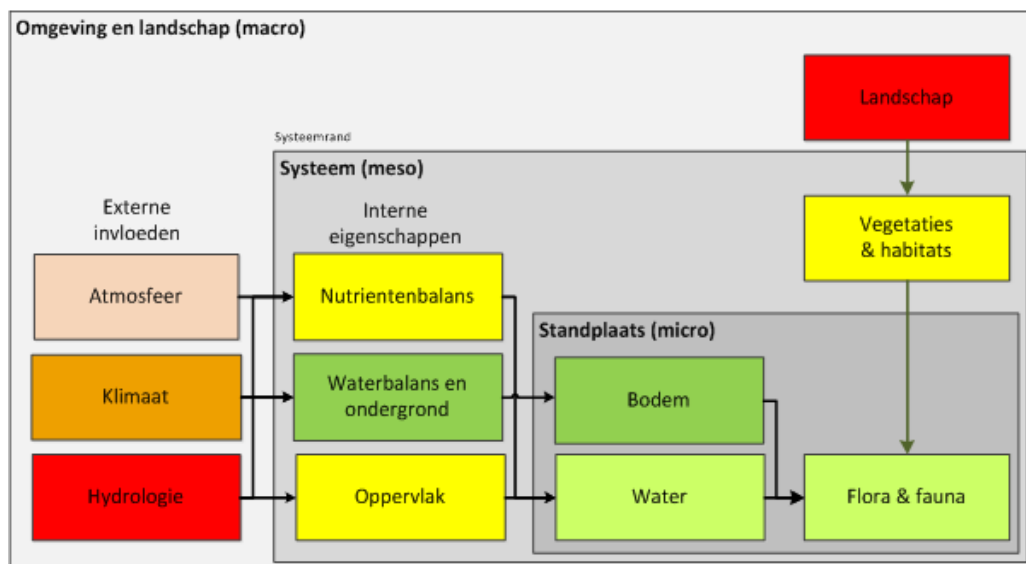 Omgeving en landschap (macro)
Landschap
Systeemrand
Systeem (meso)
Externe
invloeden
Interne
eigenschappen
Vegetaties
& habitats
Atmosfeer
Nutrientenbalans
Standplaats (micro)
Klimaat
Waterbalans en
ondergrond
Bodem
Hydrologie
Oppervlak
Water
Flora & fauna